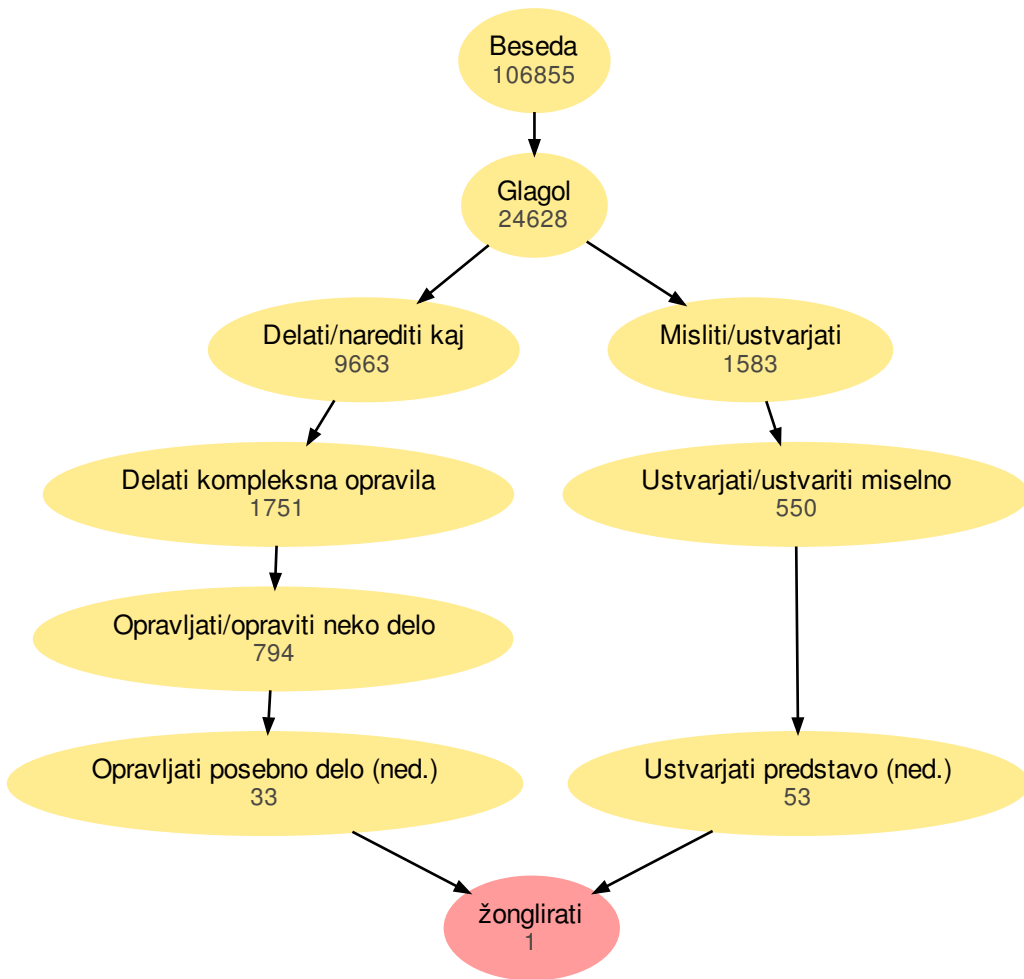 Beseda
106855
Glagol
24628
Delati/narediti kaj
9663
Misliti/ustvarjati
1583
Delati kompleksna opravila
1751
Ustvarjati/ustvariti miselno
550
Opravljati/opraviti neko delo
794
Opravljati posebno delo (ned.)
33
Ustvarjati predstavo (ned.)
53
žonglirati
1